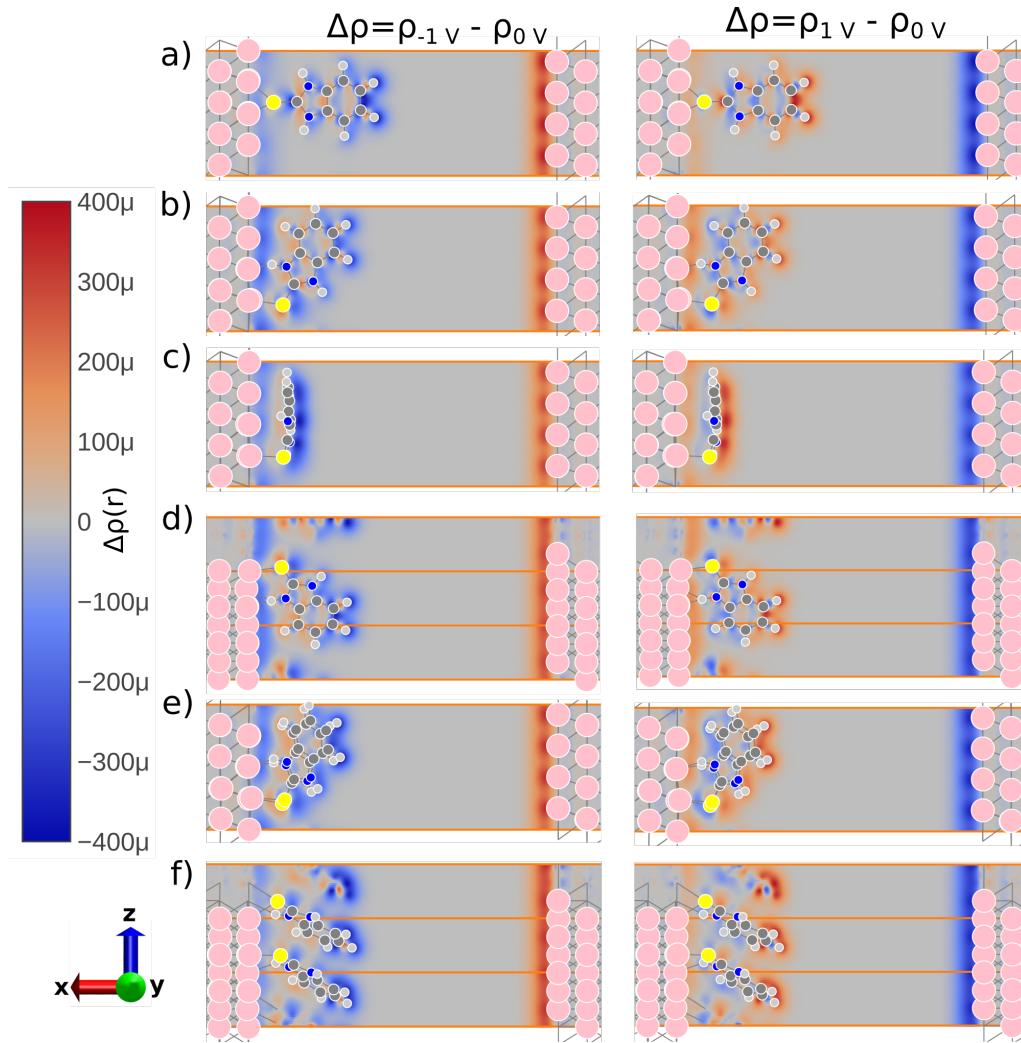 Δρ=ρ-1 V - ρ0 V
Δρ=ρ1 V - ρ0 V
a)
b)
c)
d)
e)
f)
400μ
300μ
200μ
100μ
0
−100μ
−200μ
−300μ
−400μ
Δρ(r)
z
x
y